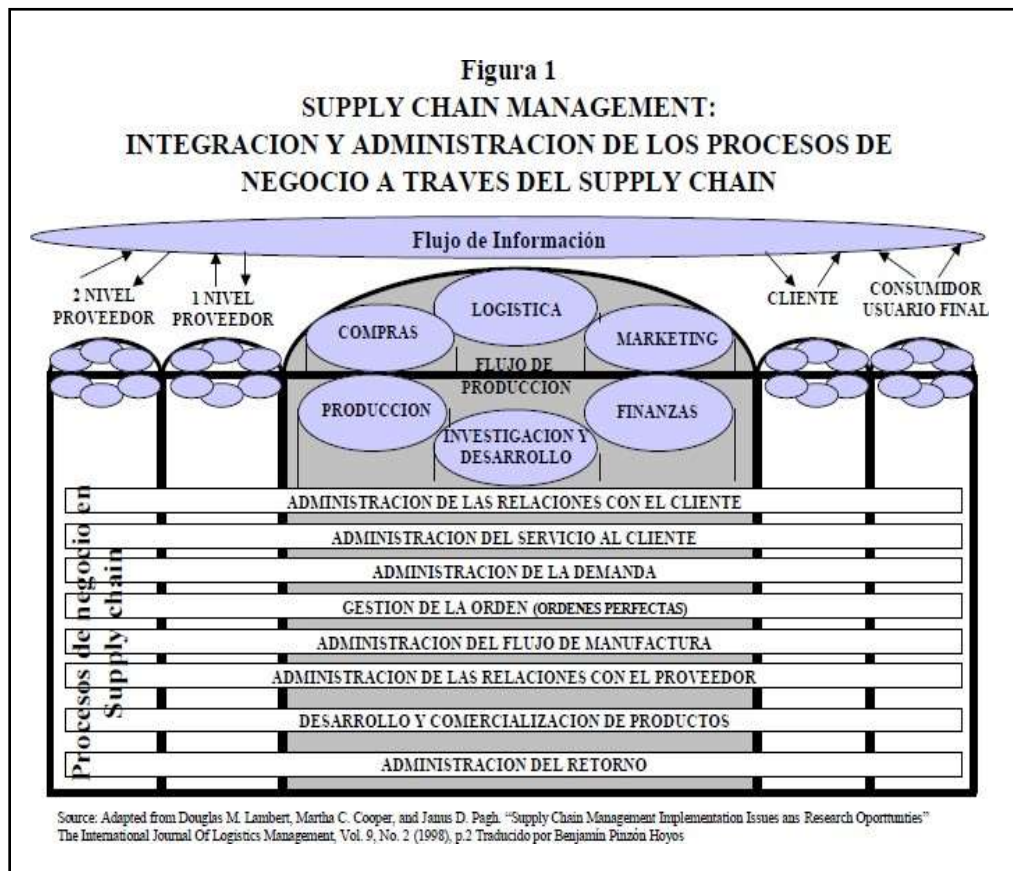 Figura 1
SUPPLY CHAIN MANAGEMENT:
INTEGRACION Y ADMINISTRACION DE LOS PROCESOS DE
NEGOCIO A TRAVES DEL SUPPLY CHAIN
Flujo de Información
2 NIVEL
PROVEEDOR
1 NIVEL
PROVEEDOR
CLIENTE
CONSUMIDOR
USUARIO FINAL
LOGISTICA
COMPRAS
MARKETING
FLUJO DE
PRODUCCION
PRODUCCION
FINANZAS
INVESTIGACION Y
DESARROLLO
Procesos de negocio en
Supply chain
ADMINISTRACION DE LAS RELACIONES CON EL CLIENTE
ADMINISTRACION DEL SERVICIO AL CLIENTE
ADMINISTRACION DE LA DEMANDA
GESTION DE LA ORDEN (ORDENES PERFECTAS)
ADMINISTRACION DEL FLUJO DE MANUFACTURA
ADMINISTRACION DE LAS RELACIONES CON EL PROVEEDOR
DESARROLLO Y COMERCIALIZACION DE PRODUCTOS
ADMINISTRACION DEL RETORNO
Source: Adapted from Douglas M. Lambert, Martha C. Cooper, and Janus D. Pagh. “Supply Chain Management Implementation Issues ans Research Oporttunties”
The International Journal Of Logistics Management, Vol. 9, No. 2 (1998), p.2 Traducido por Benjamín Pinzón Hoyos